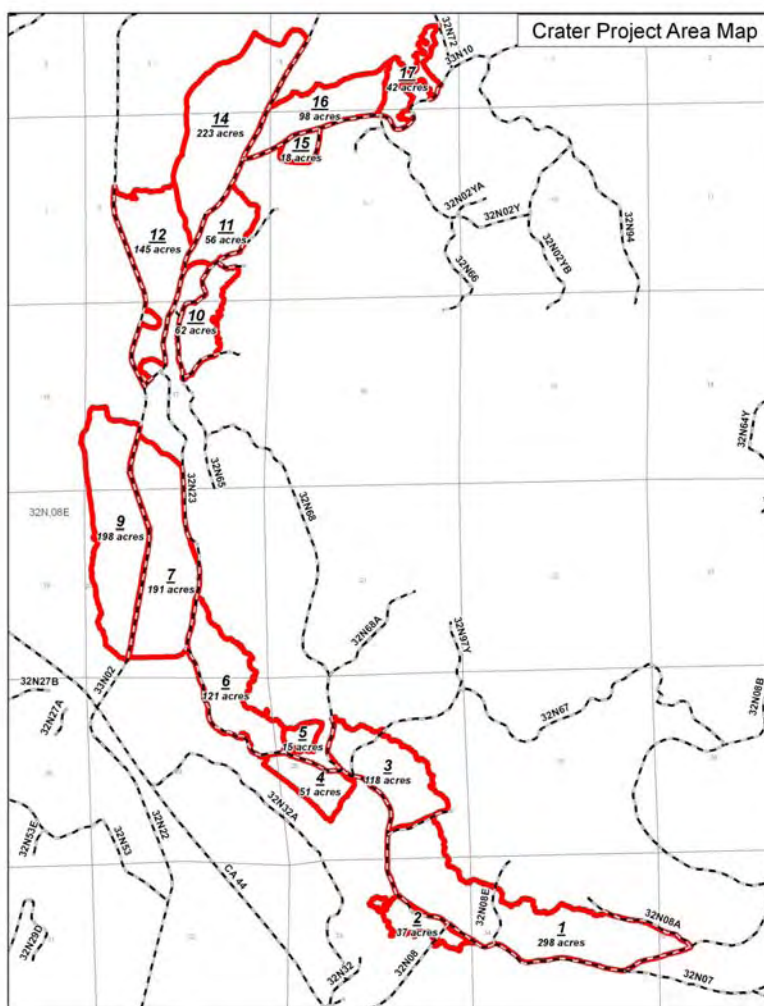 Crater Project Area Map
32N72
33N10
17
42 acres
16
98 acres
14
223 acres
15
18 acres
32N02YA
32N02Y
32N94
32N02YB
32N66
11
56 acres
12
145 acres
10
62 acres
32N64Y
32N65
32N23
32N68
32N,08E
9
198 acres
7
191 acres
32N68A
32N97Y
33N02
32N27B
32N27A
6
121 acres
32N67
32N08B
5
15 acres
3
118 acres
4
51 acres
32N32A
32N22
32N53E
32N53
CA 44
32N08E
32N08A
2
37 acres
1
298 acres
32N29D
32N32
32N08
32N07